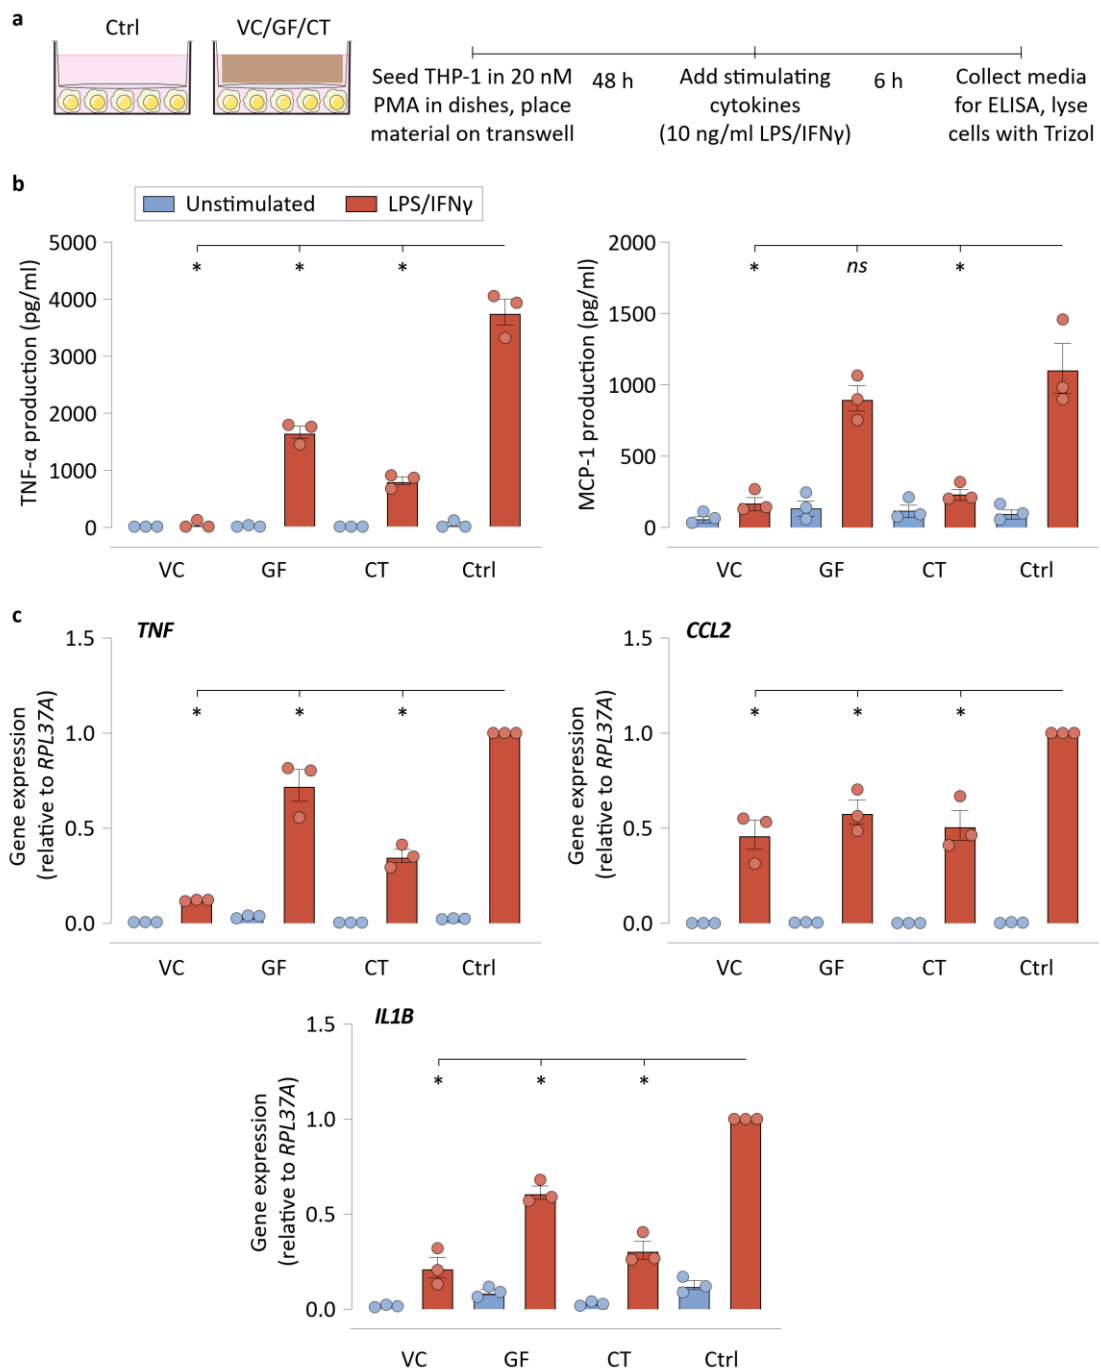 a
Ctrl
VC/GF/CT
Seed THP-1 in 20 nM
PMA in dishes, place
material on transwell
48 h
Add stimulating
cytokines
(10 ng/ml LPS/IFNγ)
6 h
Collect media
for ELISA, lyse
cells with Trizol
b
Unstimulated
LPS/IFNγ
TNF-α production (pg/ml)
5000
4000
3000
2000
1000
0
*
*
*
VC
GF
CT
Ctrl
MCP-1 production (pg/ml)
2000
1500
1000
500
0
*
ns
*
VC
GF
CT
Ctrl
c
TNF
Gene expression
(relative to RPL37A)
1.5
1.0
0.5
0.0
*
*
*
VC
GF
CT
Ctrl
CCL2
Gene expression
(relative to RPL37A)
1.5
1.0
0.5
0.0
*
*
*
VC
GF
CT
Ctrl
IL1B
Gene expression
(relative to RPL37A)
1.5
1.0
0.5
0.0
*
*
*
VC
GF
CT
Ctrl